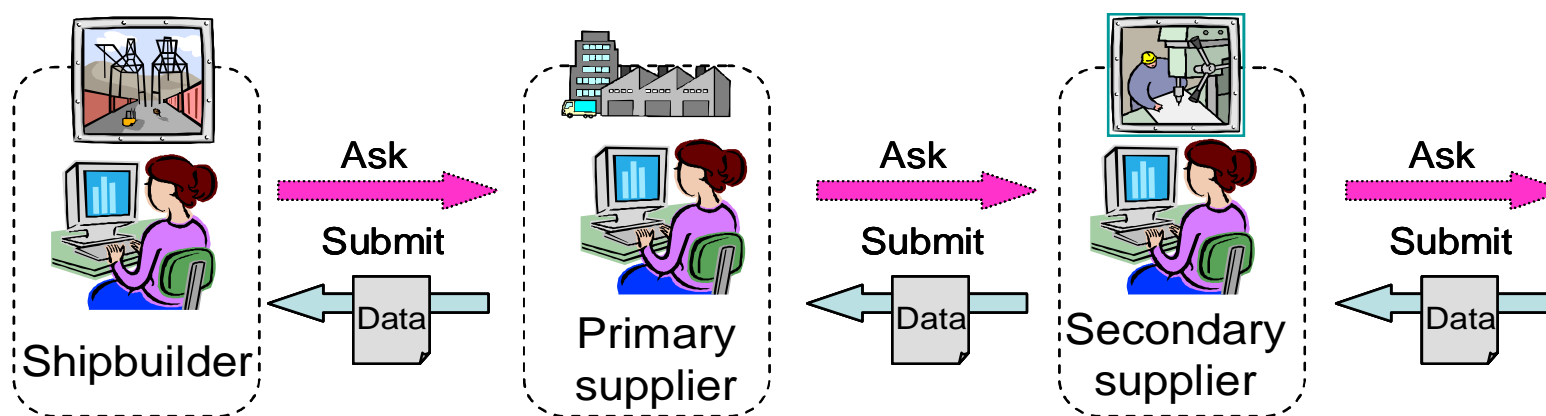 Ask
Submit
Data
Shipbuilder
Ask
Submit
Data
Primary
supplier
Ask
Submit
Data
Secondary
supplier